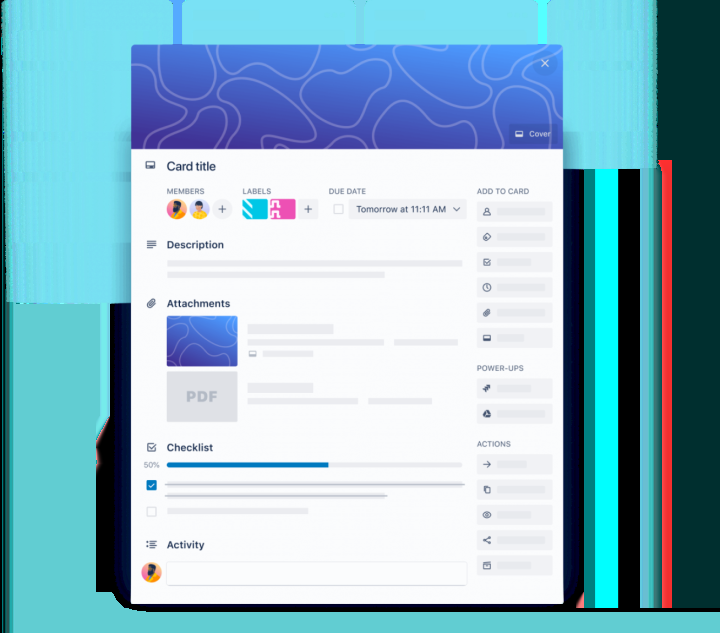 Cover
Card title
MEMBERS
LABELS
DUE DATE
Tomorrow at 11:11 AM
ADD TO CARD
Description
Attachments
PDF
POWER-UPS
Checklist
50%
ACTIONS
Activity